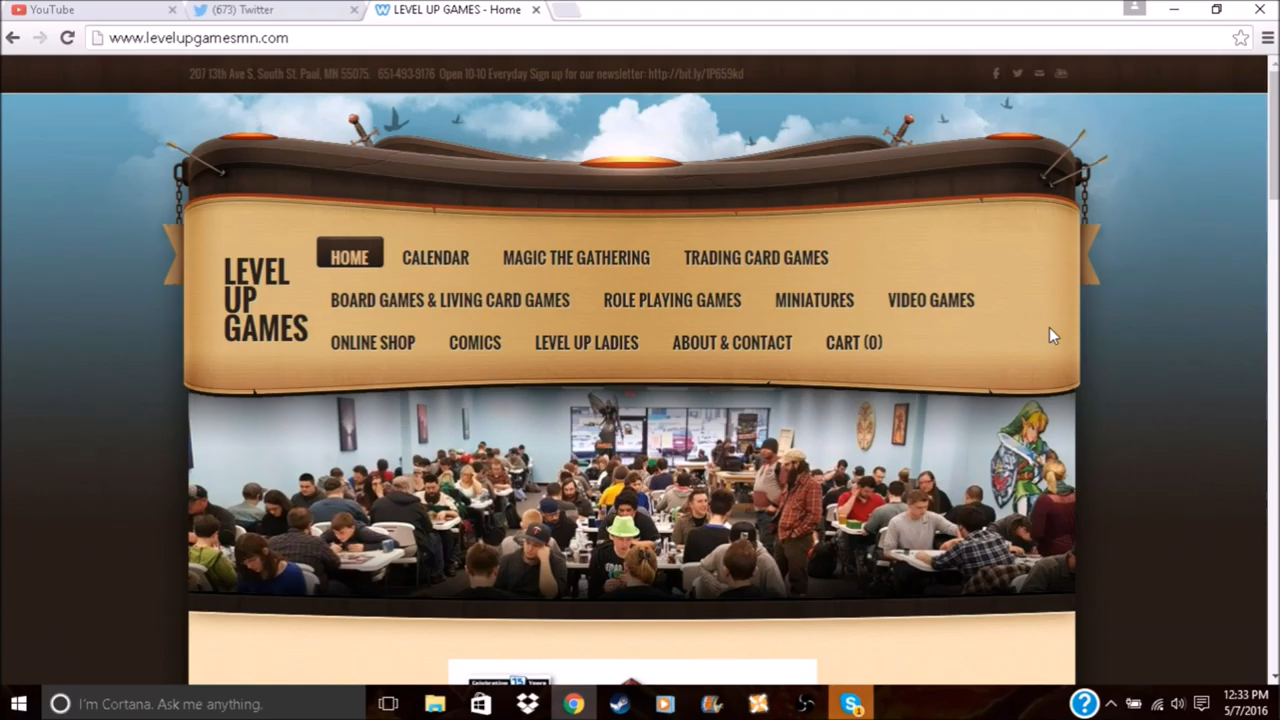 YouTube
(673) Twitter
LEVEL UP GAMES - Home
www.levelupgamesmn.com
207 13th Ave S, South St. Paul, MN 55075. 651-493-9176 Open 10-10 Everyday Sign up for our newsletter: http://bit.ly/1P659kd
LEVEL
UP
GAMES
HOME CALENDAR MAGIC THE GATHERING TRADING CARD GAMES
BOARD GAMES & LIVING CARD GAMES ROLE PLAYING GAMES MINIATURES VIDEO GAMES
ONLINE SHOP COMICS LEVEL UP LADIES ABOUT & CONTACT CART (0)
Celebrating 15 Years
I'm Cortana. Ask me anything.
1
12:33 PM
5/7/2016